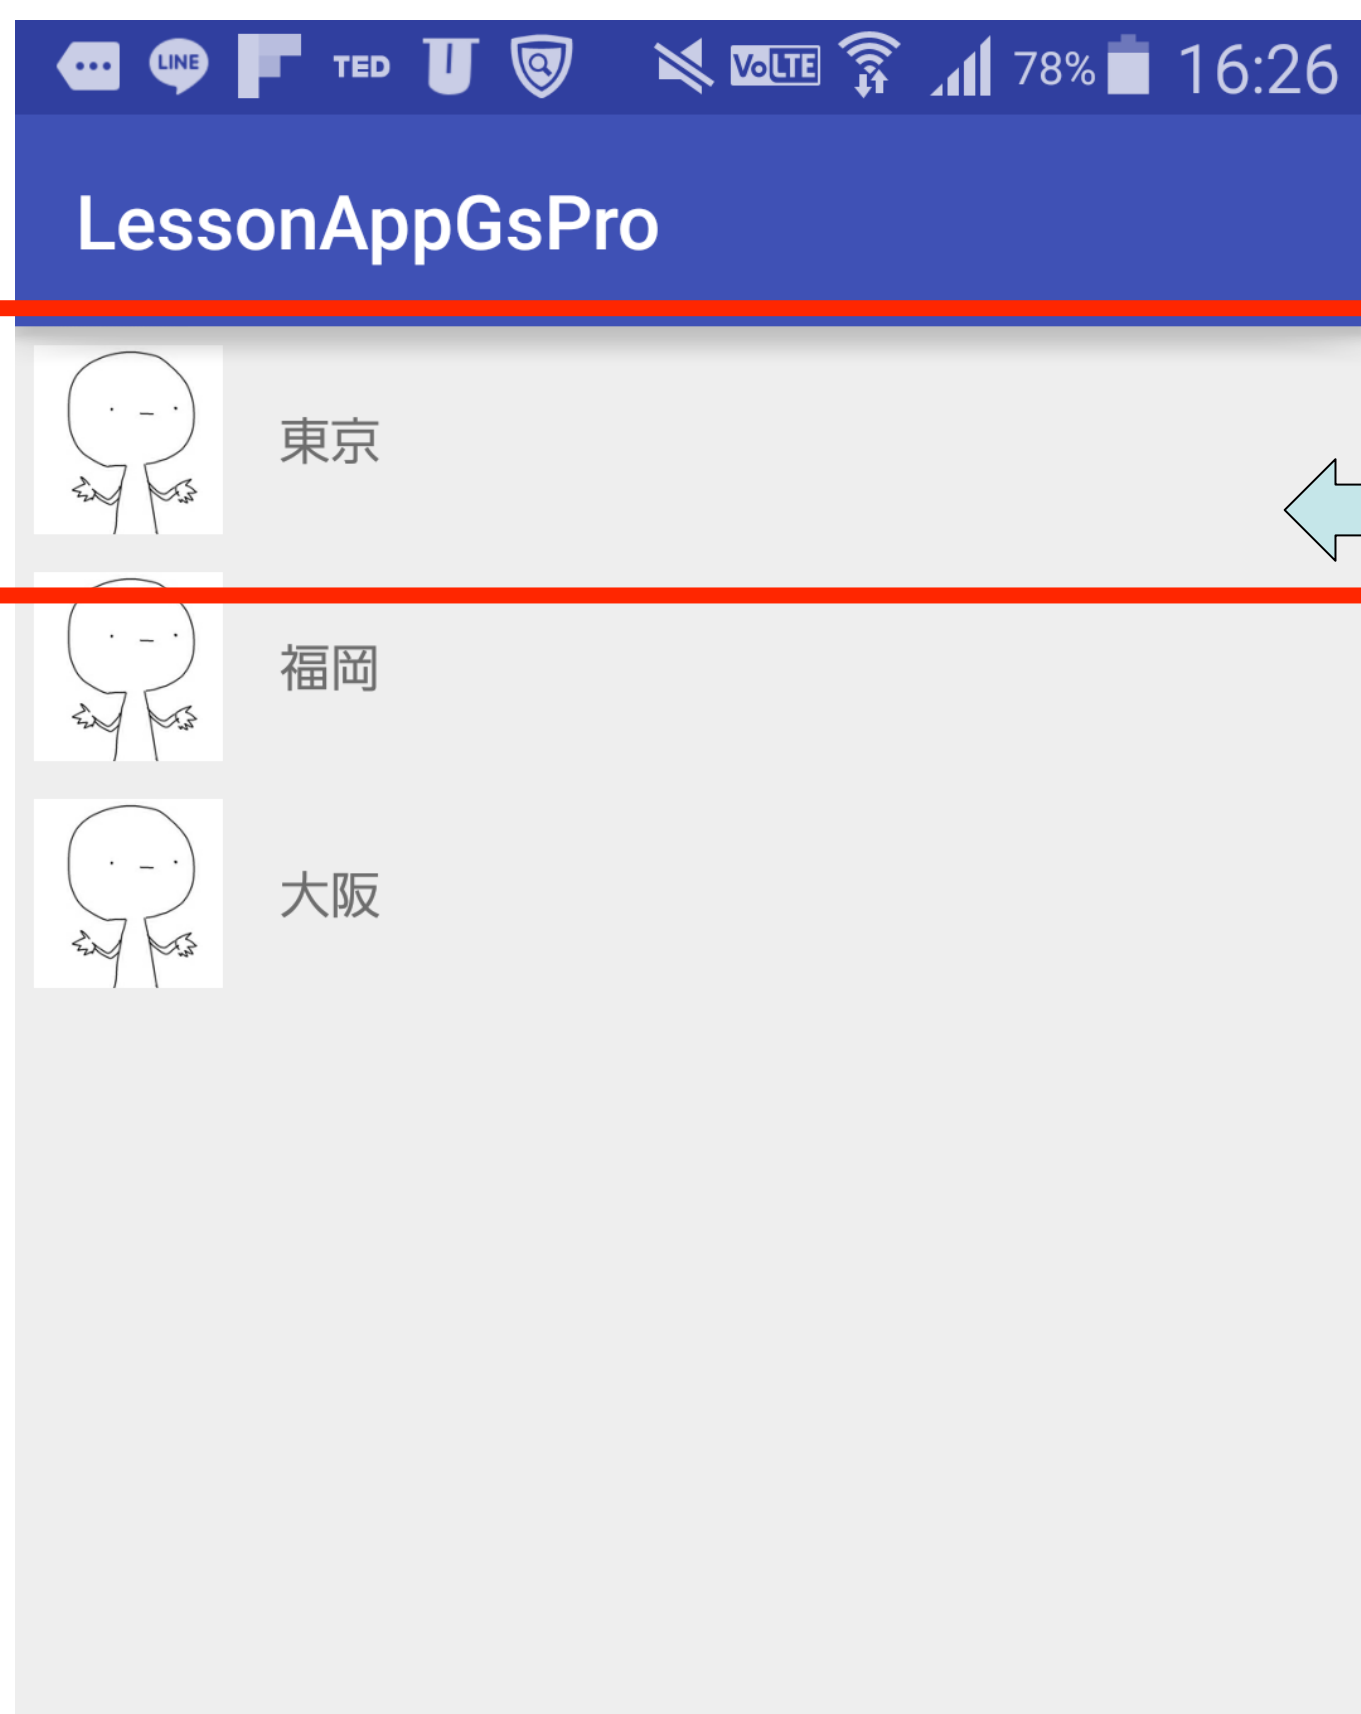 LINE TED U VoLTE 78% 16:26
LessonAppGsPro
東京
福岡
大阪